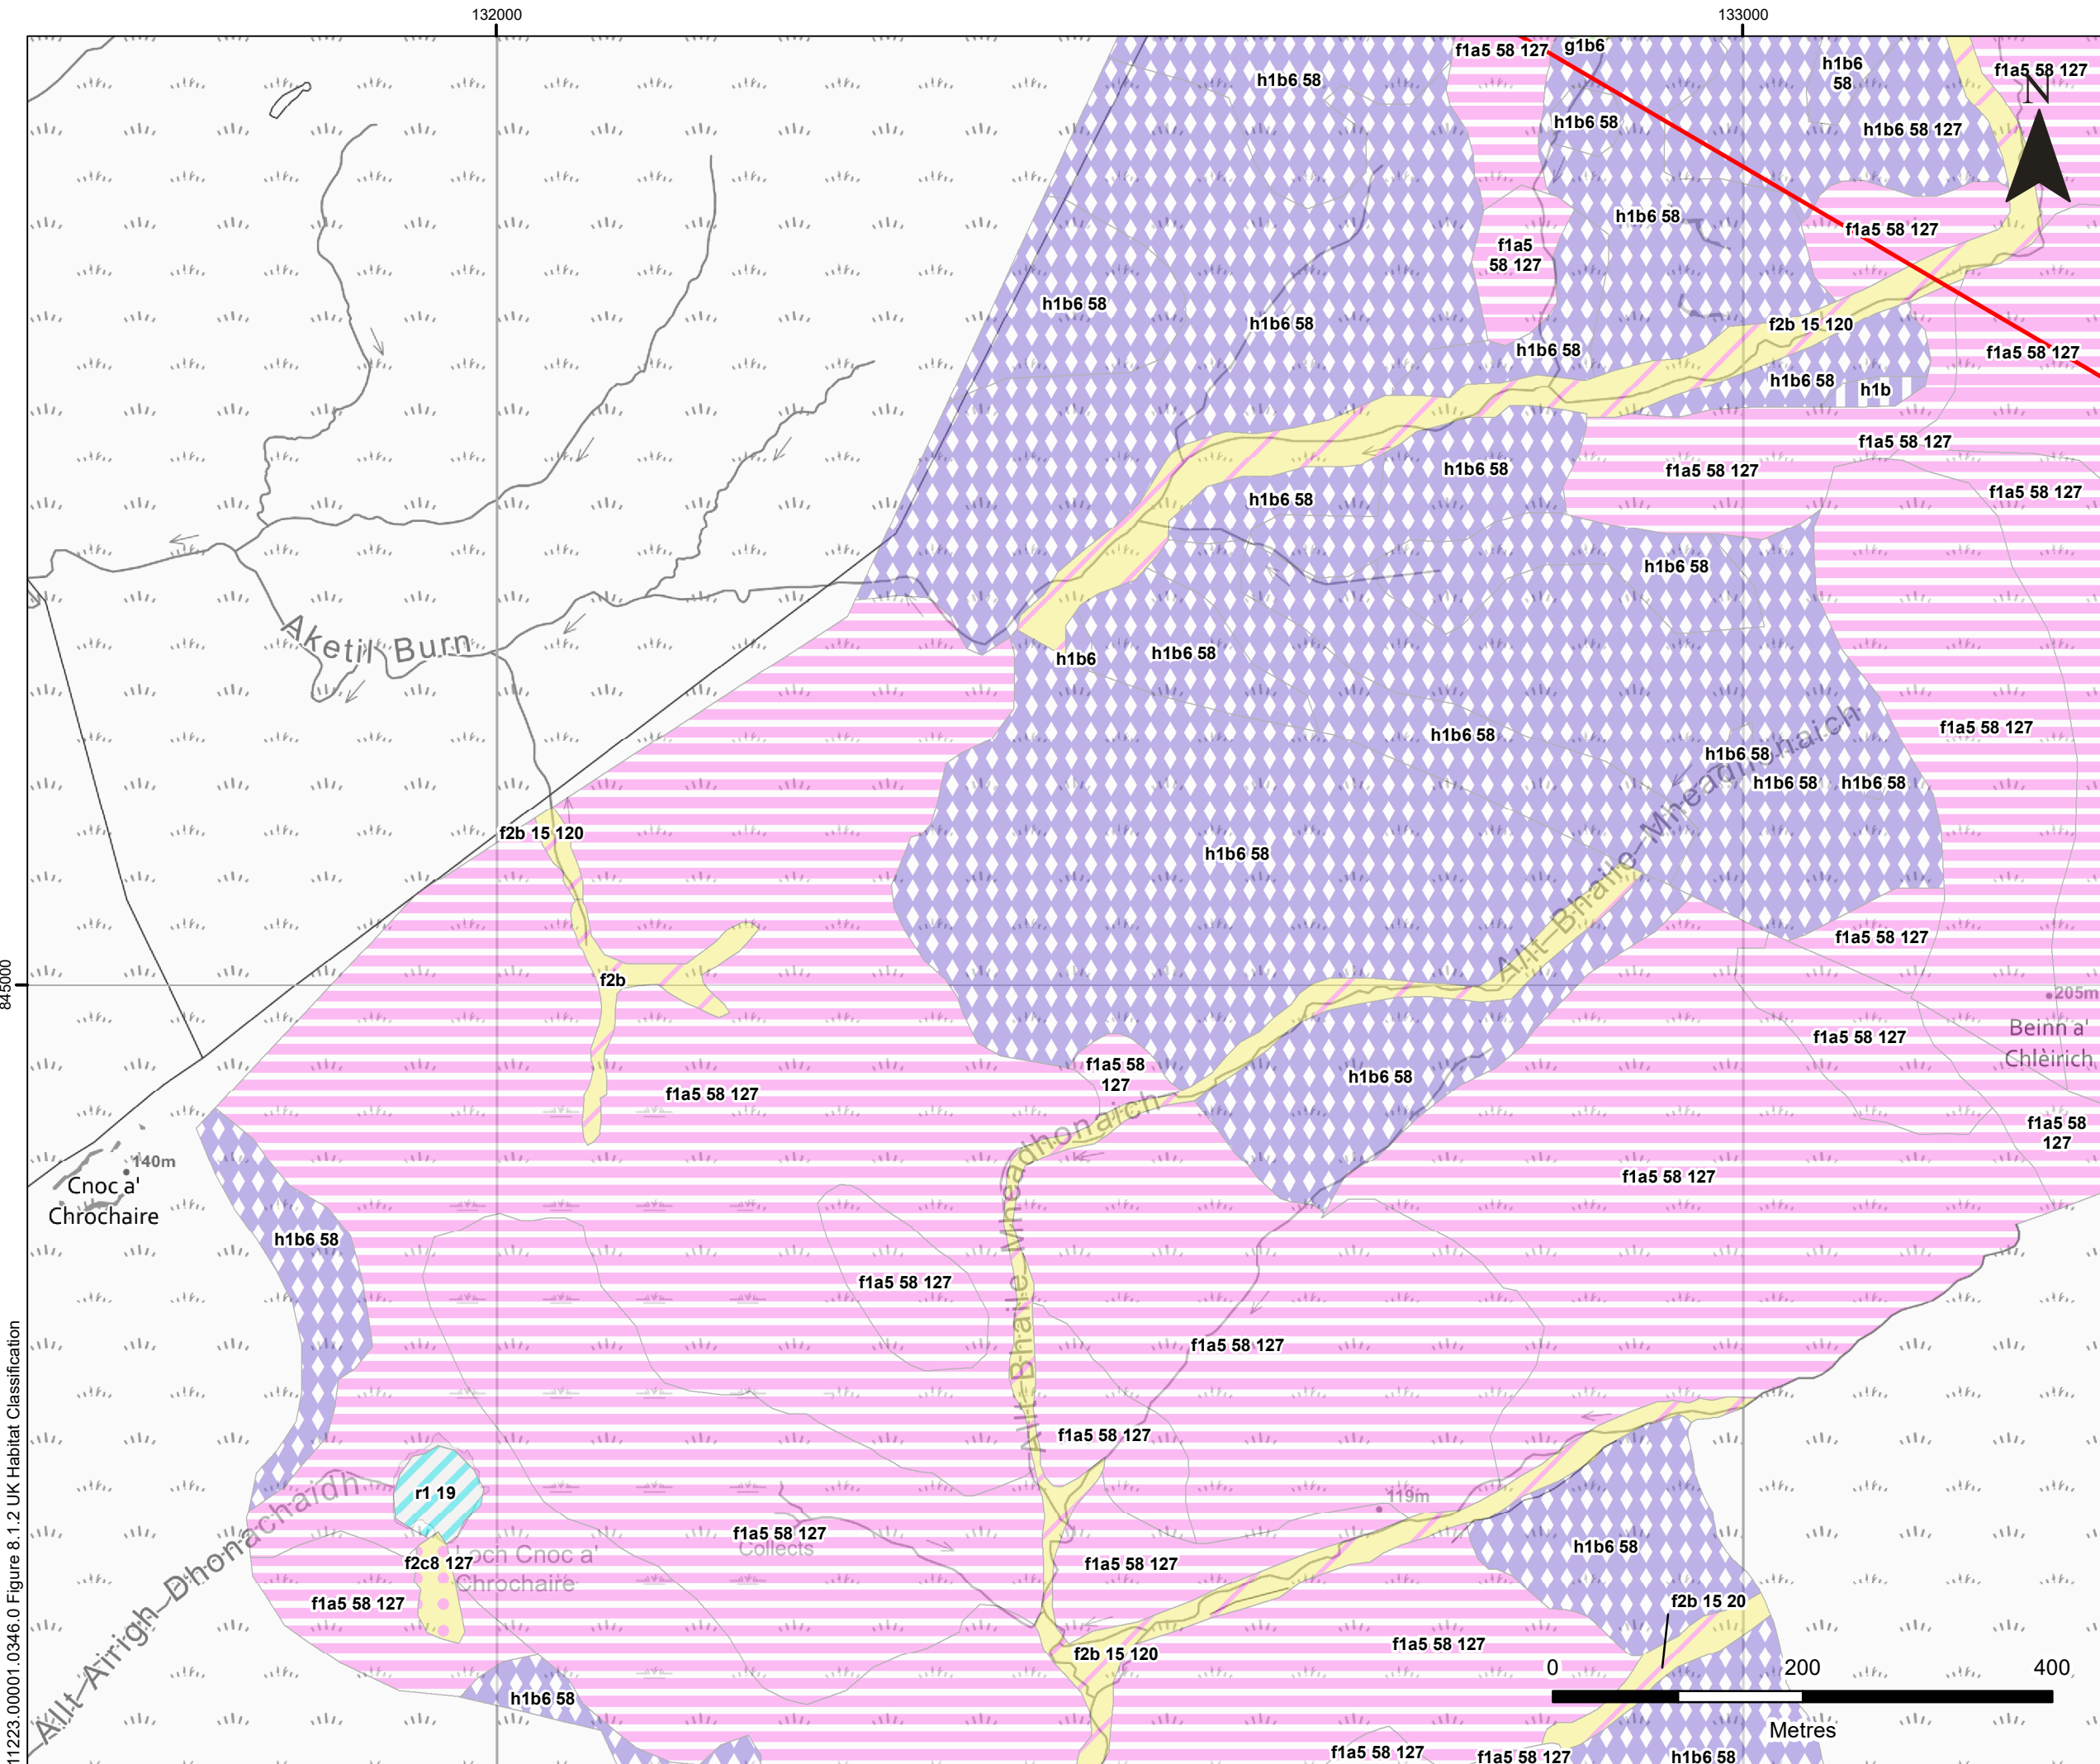 132000
133000
f1a5 58 127
g1b6
h1b6
58
f1a5 58 127
h1b6 58
N
h1b6 58
h1b6 58 127
h1b6 58
f1a5 58 127
f1a5
58 127
h1b6 58
h1b6 58
f2b 15 120
h1b6 58
f1a5 58 127
h1b6 58
h1b
f1a5 58 127
h1b6 58
f1a5 58 127
f1a5 58 127
h1b6 58
h1b6 58
Aketil Burn
h1b6
h1b6 58
f1a5 58 127
h1b6 58
h1b6 58
h1b6 58
h1b6 58
f2b 15 120
h1b6 58
Allt Bhaile Mheadhonaich
f1a5 58 127
f2b
845000
205m
Beinn a'
Chlèirich
f1a5 58 127
f1a5 58
127
h1b6 58
f1a5 58 127
f1a5 58
127
140m
Cnoc a'
Chrochaire
f1a5 58 127
h1b6 58
f1a5 58 127
Allt Bhaile Mheadhonaich
f1a5 58 127
f1a5 58 127
r1 19
119m
f1a5 58 127
Collects
h1b6 58
f2c8 127
Loch Cnoc a'
Chrochaire
f1a5 58 127
f1a5 58 127
f2b 15 20
Allt Airigh Dhonachaidh
f1a5 58 127
f2b 15 120
h1b6 58
0 200 400
Metres
f1a5 58 127
f1a5 58 127
h1b6 58
11223.00001.0346.0 Figure 8.1.2 UK Habitat Classification